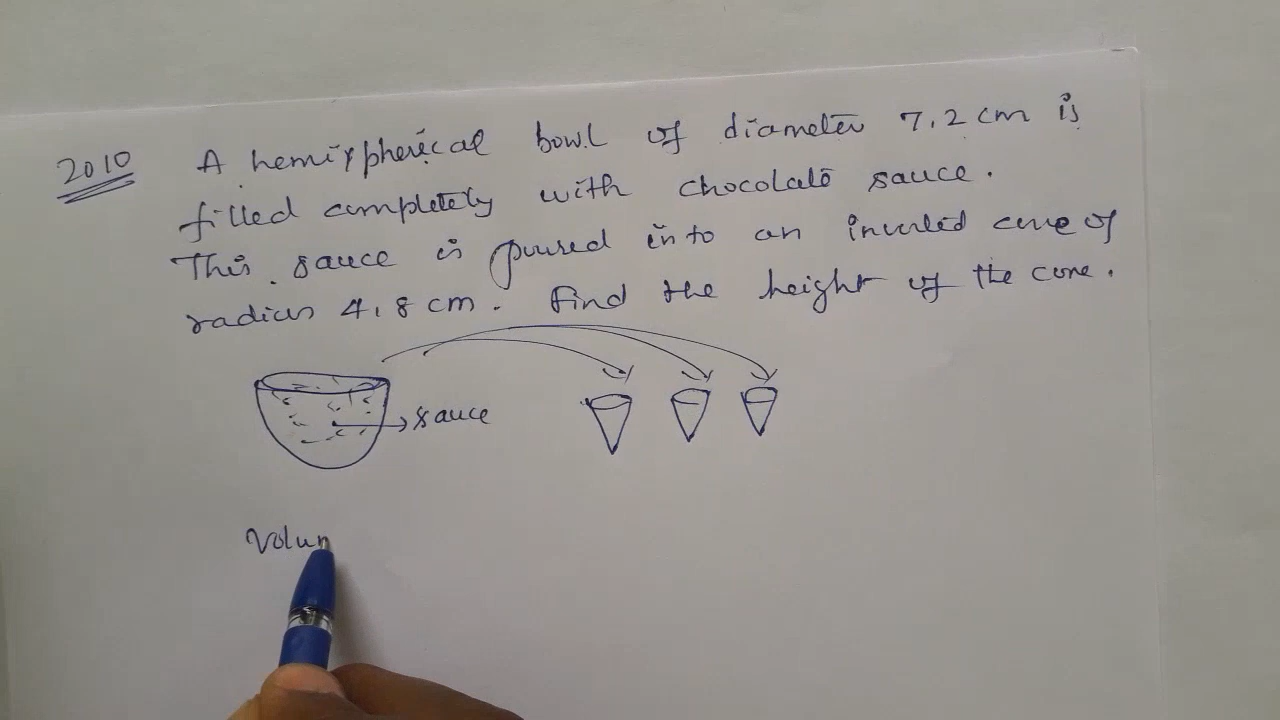 2010 A hemispherical bowl of diameter 7.2 cm is
filled completely with chocolate sauce.
This sauce is poured into an inverted cone of
radius 4.8 cm. Find the height of the cone.
sauce
Volum